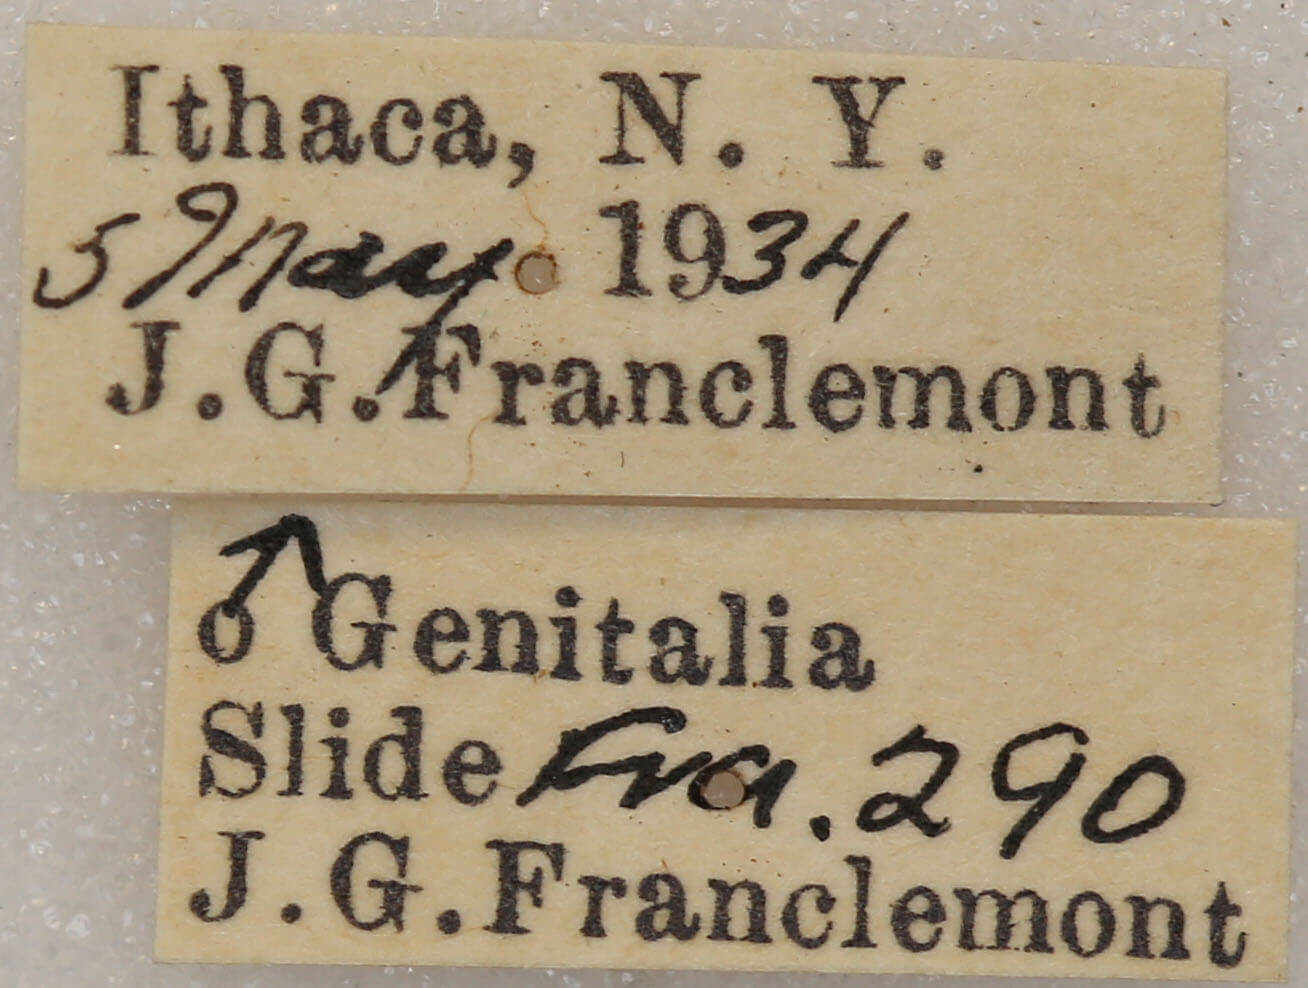 Ithaca, N. Y.
5 May 1934
J. G. Franclemont
♂ Genitalia
Slide Fra. 290
J. G. Franclemont